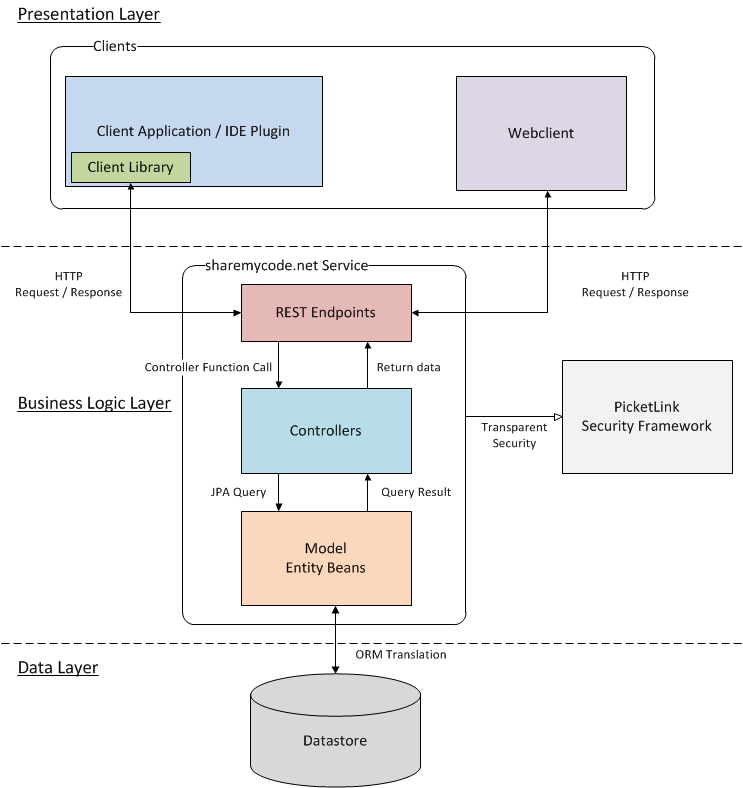 Presentation Layer
Clients
Client Application / IDE Plugin
Client Library
Webclient
HTTP
Request / Response
sharemycode.net Service
HTTP
Request / Response
REST Endpoints
Controller Function Call
Return data
Business Logic Layer
Controllers
Transparent
Security
PicketLink
Security Framework
JPA Query
Query Result
Model
Entity Beans
ORM Translation
Data Layer
Datastore